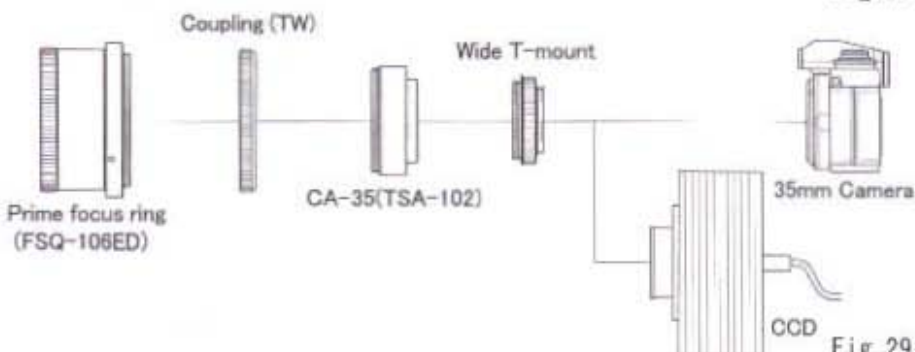 Coupling (TW)
Wide T-mount
CA-35(TSA-102)
35mm Camera
Prime focus ring
(FSQ-106ED)
CCD
Fig 29